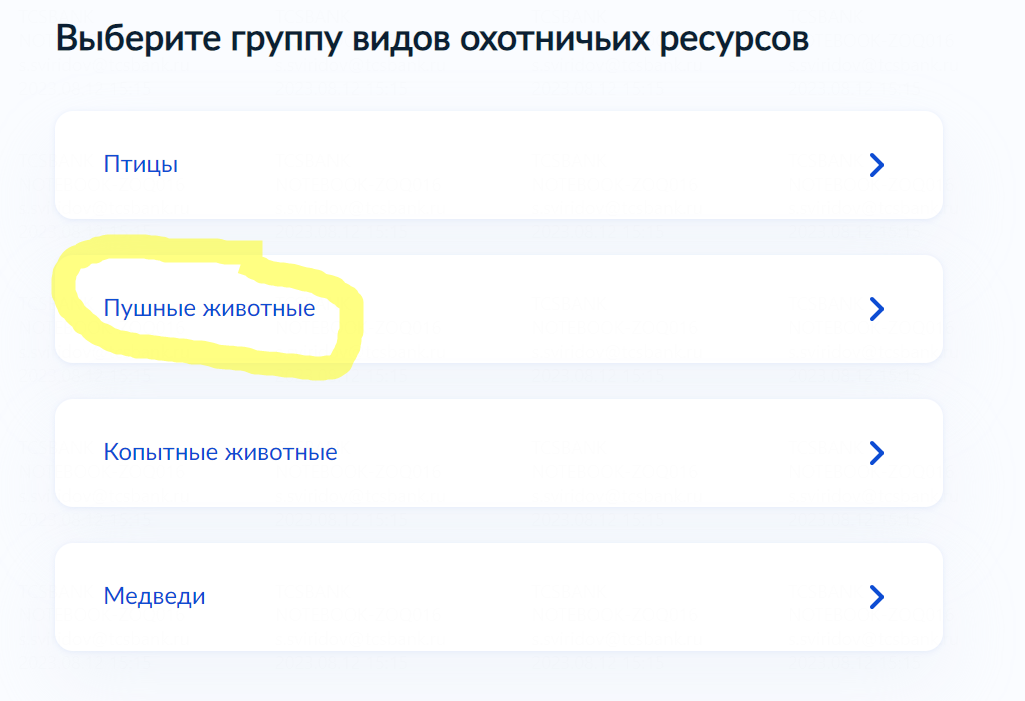 Выберите группу видов охотничьих ресурсов
Птицы
Пушные животные
Копытные животные
Медведи